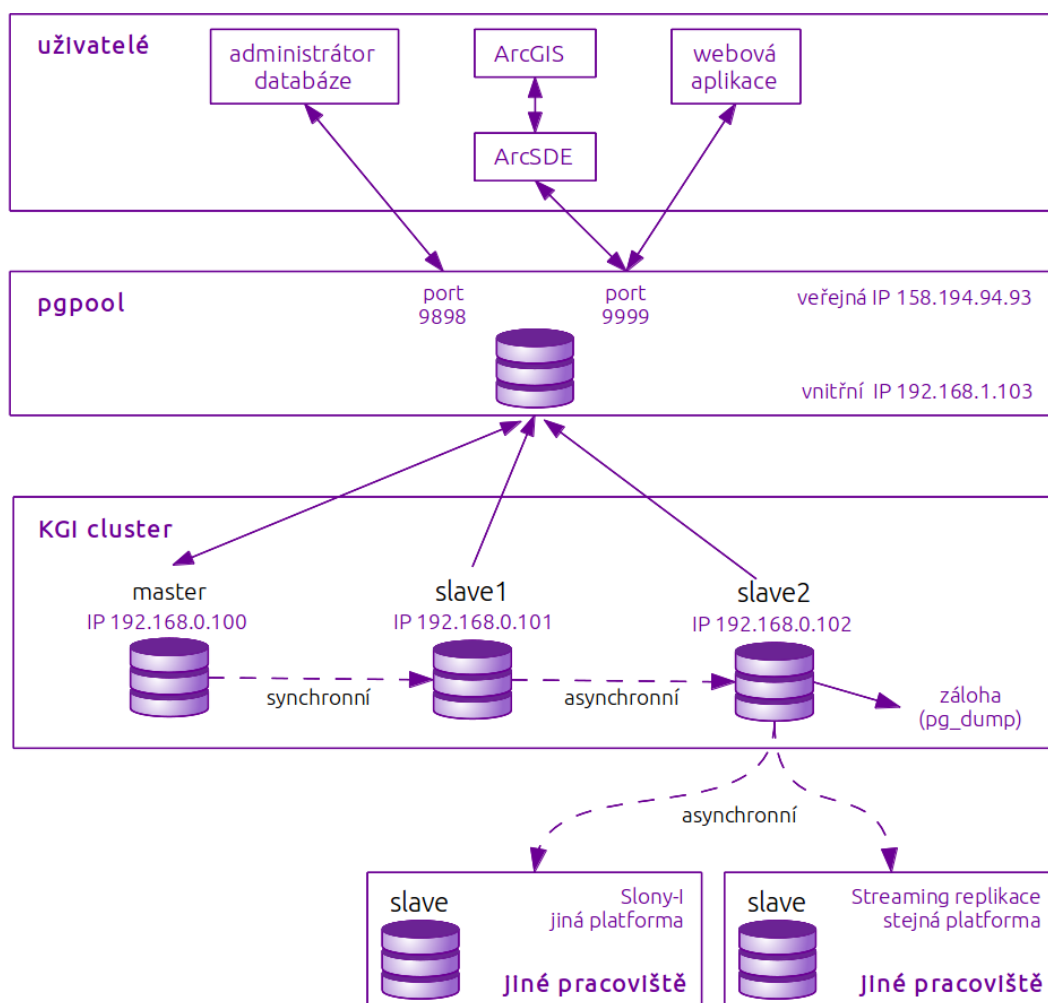 uživatelé
administrátor
databáze
ArcGIS
webová
aplikace
ArcSDE
pgpool
port
9898
port
9999
veřejná IP 158.194.94.93
vnitřní IP 192.168.1.103
KGI cluster
master
IP 192.168.0.100
slave1
IP 192.168.0.101
slave2
IP 192.168.0.102
synchronní
asynchronní
záloha
(pg_dump)
asynchronní
slave
Slony-I
jiná platforma
Jiné pracoviště
slave
Streaming replikace
stejná platforma
Jiné pracoviště